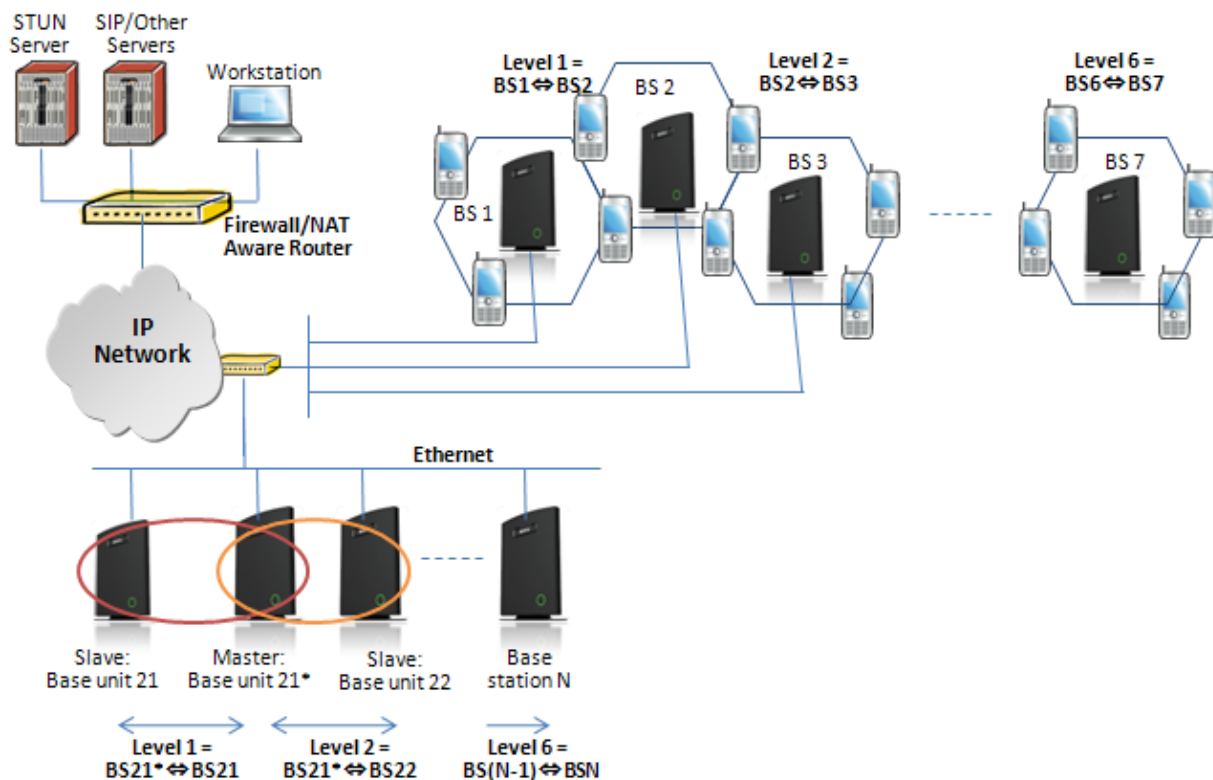 STUN
Server
SIP/Other
Servers
Workstation
Firewall/NAT
Aware Router
IP
Network
Level 1 =
BS1⇔BS2
BS 2
Level 2 =
BS2⇔BS3
Level 6 =
BS6⇔BS7
BS 1
BS 3
BS 7
Ethernet
Slave:
Base unit 21
Master:
Base unit 21*
Slave:
Base unit 22
Base
station N
Level 1 =
BS21*⇔BS21
Level 2 =
BS21*⇔BS22
Level 6 =
BS(N-1)⇔BSN